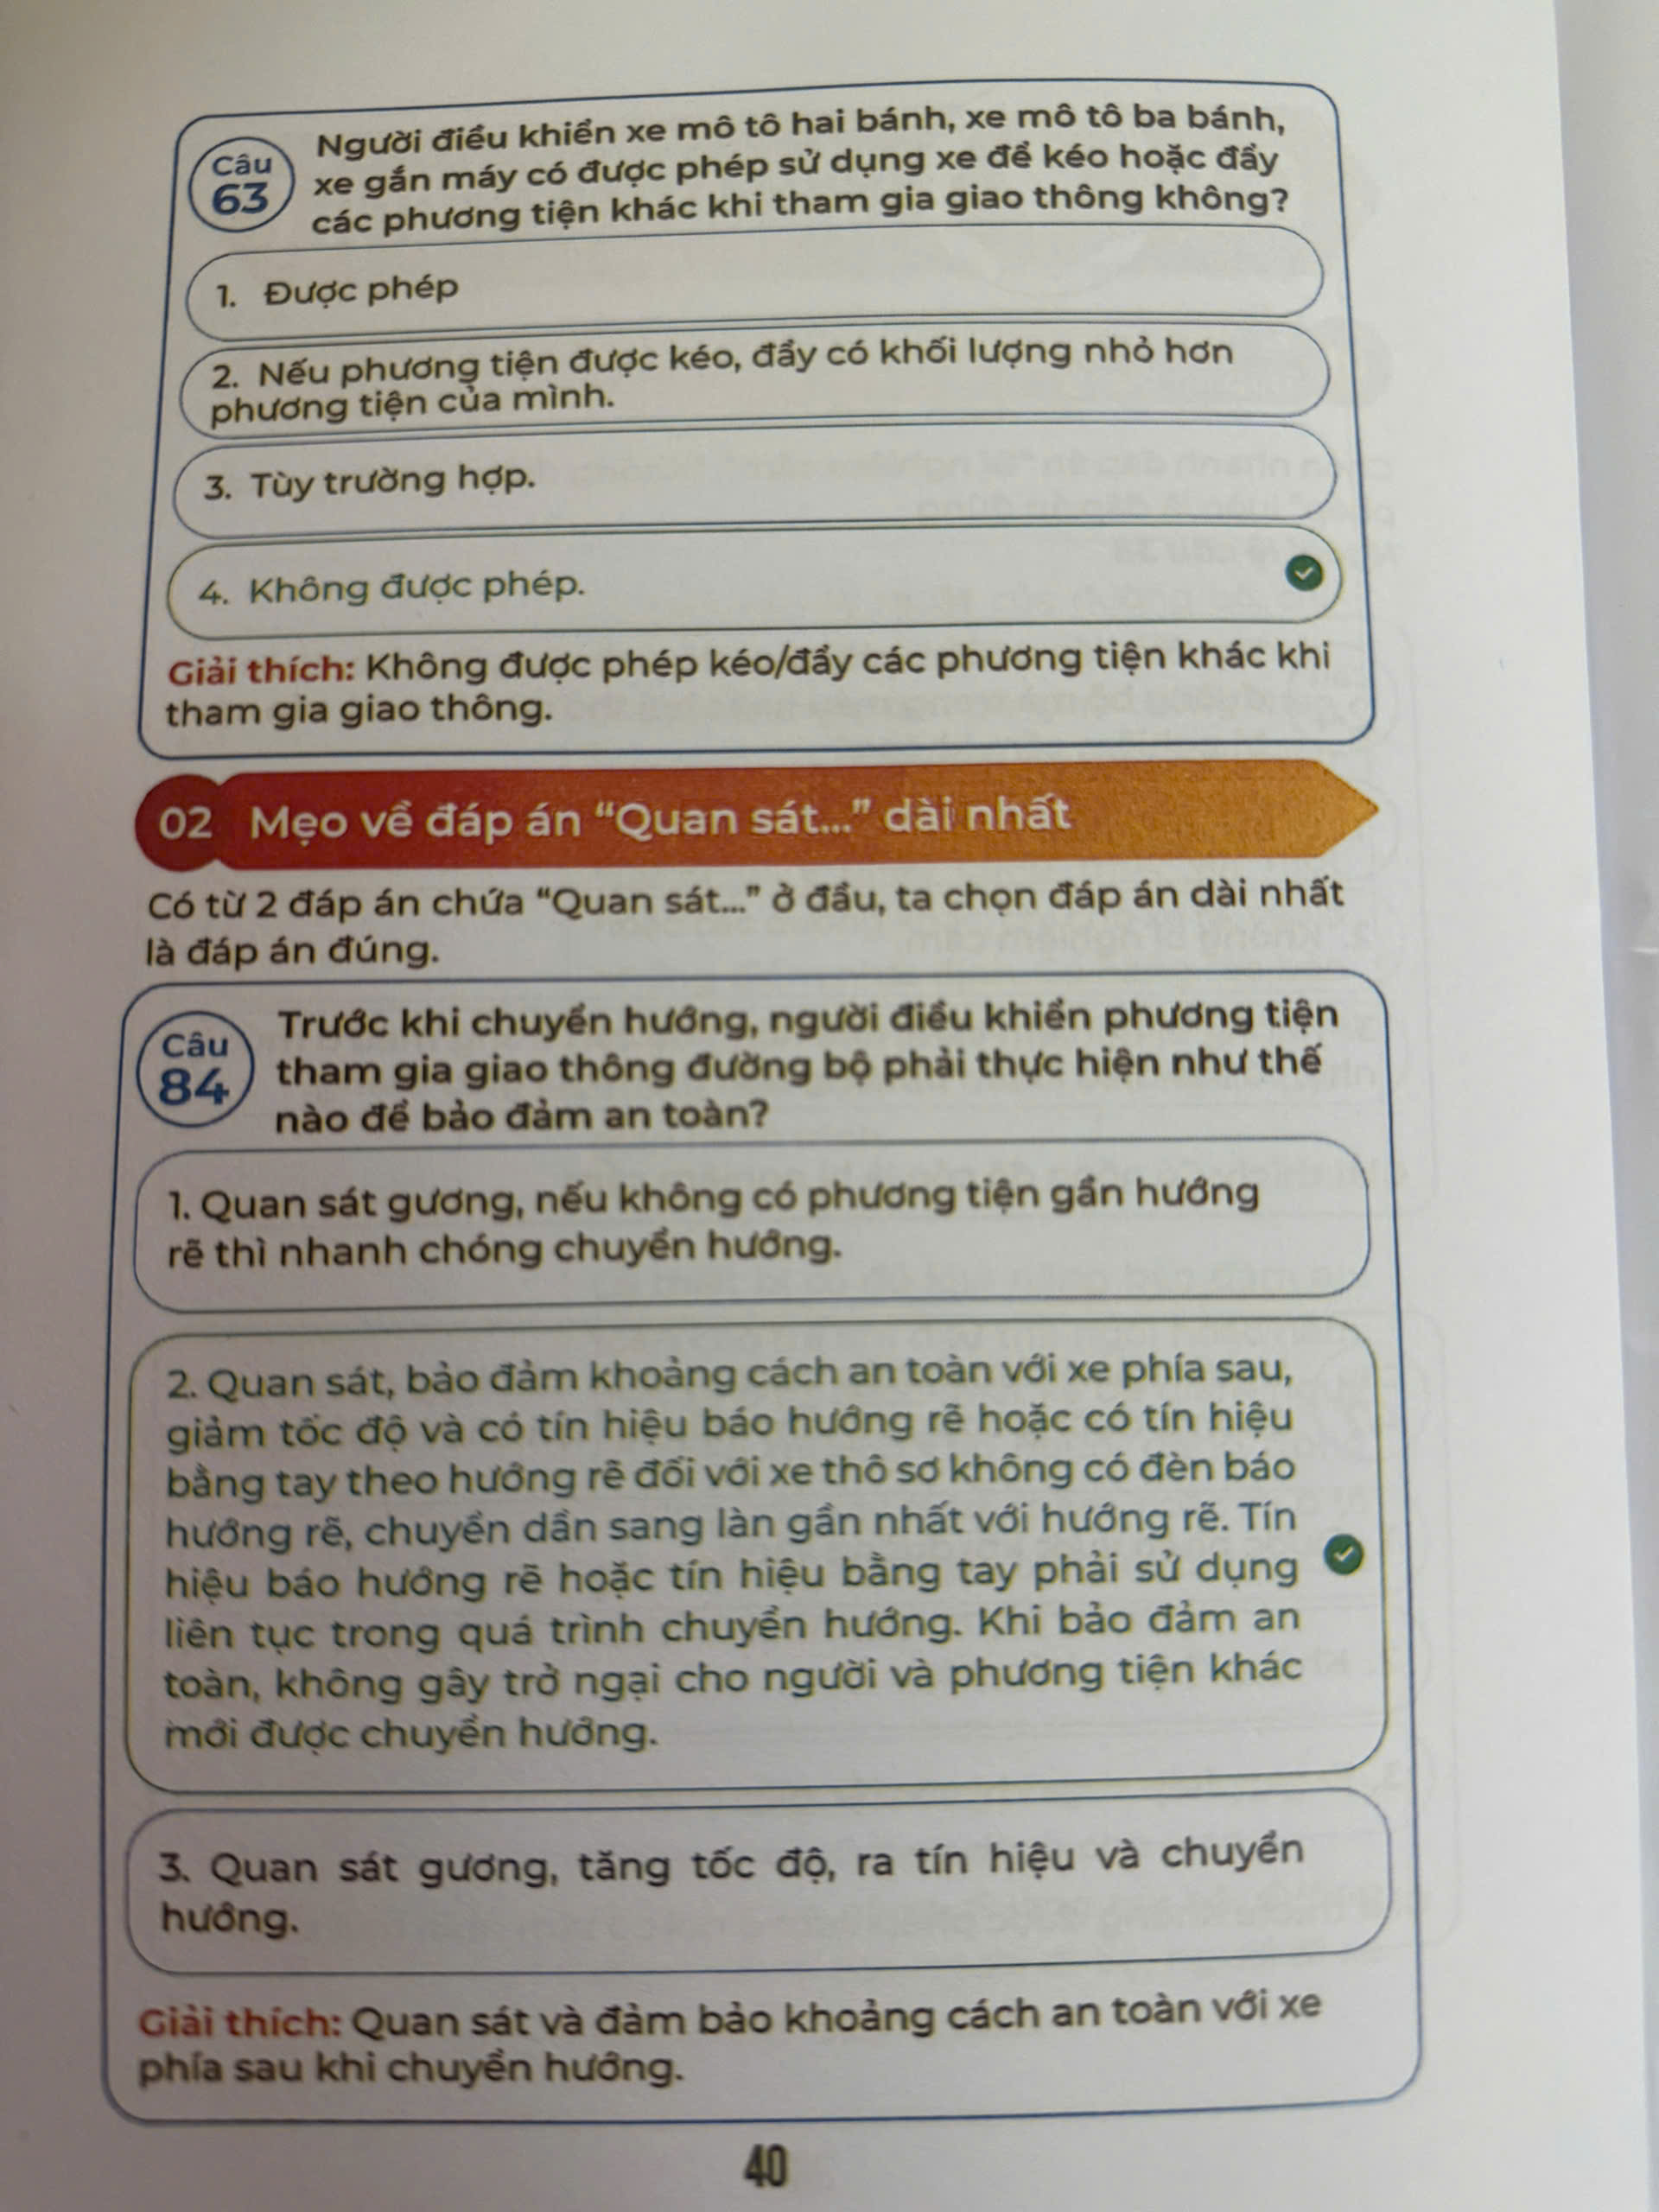 Câu
63
Người điều khiển xe mô tô hai bánh, xe mô tô ba bánh,
xe gắn máy có được phép sử dụng xe để kéo hoặc đẩy
các phương tiện khác khi tham gia giao thông không?
1. Được phép
2. Nếu phương tiện được kéo, đẩy có khối lượng nhỏ hơn
phương tiện của mình.
3. Tùy trường hợp.
4. Không được phép.
Giải thích: Không được phép kéo/đẩy các phương tiện khác khi
tham gia giao thông.
02 Mẹo về đáp án “Quan sát...” dài nhất
Có từ 2 đáp án chứa “Quan sát...” ở đầu, ta chọn đáp án dài nhất
là đáp án đúng.
Câu
84
Trước khi chuyển hướng, người điều khiển phương tiện
tham gia giao thông đường bộ phải thực hiện như thế
nào để bảo đảm an toàn?
1. Quan sát gương, nếu không có phương tiện gần hướng
rẽ thì nhanh chóng chuyển hướng.
2. Quan sát, bảo đảm khoảng cách an toàn với xe phía sau,
giảm tốc độ và có tín hiệu báo hướng rẽ hoặc có tín hiệu
bằng tay theo hướng rẽ đối với xe thô sơ không có đèn báo
hướng rẽ, chuyển dần sang làn gần nhất với hướng rẽ. Tín
hiệu báo hướng rẽ hoặc tín hiệu bằng tay phải sử dụng
liên tục trong quá trình chuyển hướng. Khi bảo đảm an
toàn, không gây trở ngại cho người và phương tiện khác
mới được chuyển hướng.
3. Quan sát gương, tăng tốc độ, ra tín hiệu và chuyển
hướng.
Giải thích: Quan sát và đảm bảo khoảng cách an toàn với xe
phía sau khi chuyển hướng.
40